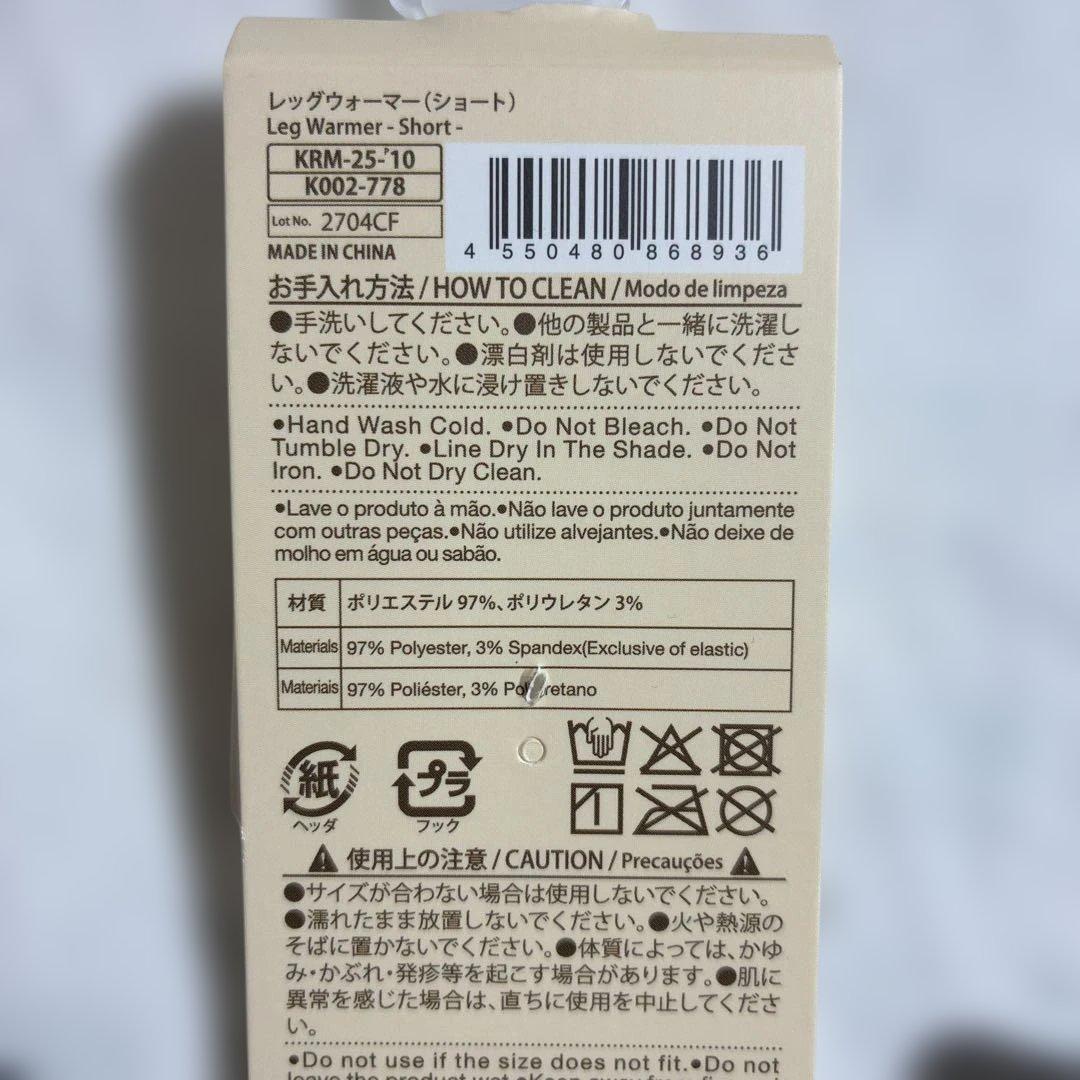 レッグウォーマー(ショート)
Leg Warmer - Short -
KRM-25-'10
K002-778
Lot No. 2704CF
MADE IN CHINA
4 550480 868936
お手入れ方法 / HOW TO CLEAN / Modo de limpeza
●手洗いしてください。●他の製品と一緒に洗濯し
ないでください。●漂白剤は使用しないでくださ
い。●洗濯液や水に浸け置きしないでください。
●Hand Wash Cold. ●Do Not Bleach. ●Do Not
Tumble Dry. ●Line Dry In The Shade. ●Do Not
Iron. ●Do Not Dry Clean.
●Lave o produto à mão.●Não lave o produto juntamente
com outras peças.●Não utilize alvejantes.●Não deixe de
molho em água ou sabão.
材質 ポリエステル 97%、ポリウレタン 3%
Materials 97% Polyester, 3% Spandex(Exclusive of elastic)
Materiais 97% Poliéster, 3%
紙
ヘッダ
プラ
フック
使用上の注意 / CAUTION / Precauções
●サイズが合わない場合は使用しないでください。
●濡れたまま放置しないでください。●火や熱源の
そばに置かないでください。●体質によっては、かゆ
み・かぶれ・発疹等を起こす場合があります。●肌に
異常を感じた場合は、直ちに使用を中止してくださ
い。
●Do not use if the size does not fit.●Do not
leave the product wet.●Keep away from